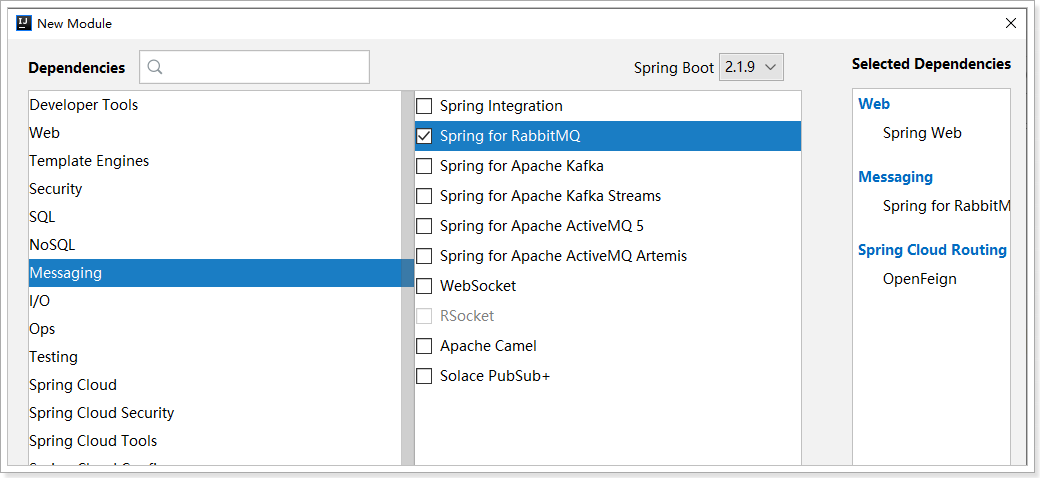 New Module
Dependencies
Spring Boot 2.1.9
Selected Dependencies
Developer Tools
Web
Template Engines
Security
SQL
NoSQL
Messaging
I/O
Ops
Testing
Spring Cloud
Spring Cloud Security
Spring Cloud Tools
Spring Integration
Spring for RabbitMQ
Spring for Apache Kafka
Spring for Apache Kafka Streams
Spring for Apache ActiveMQ 5
Spring for Apache ActiveMQ Artemis
WebSocket
RSocket
Apache Camel
Solace PubSub+
Web
Spring Web
Messaging
Spring for RabbitM
Spring Cloud Routing
OpenFeign